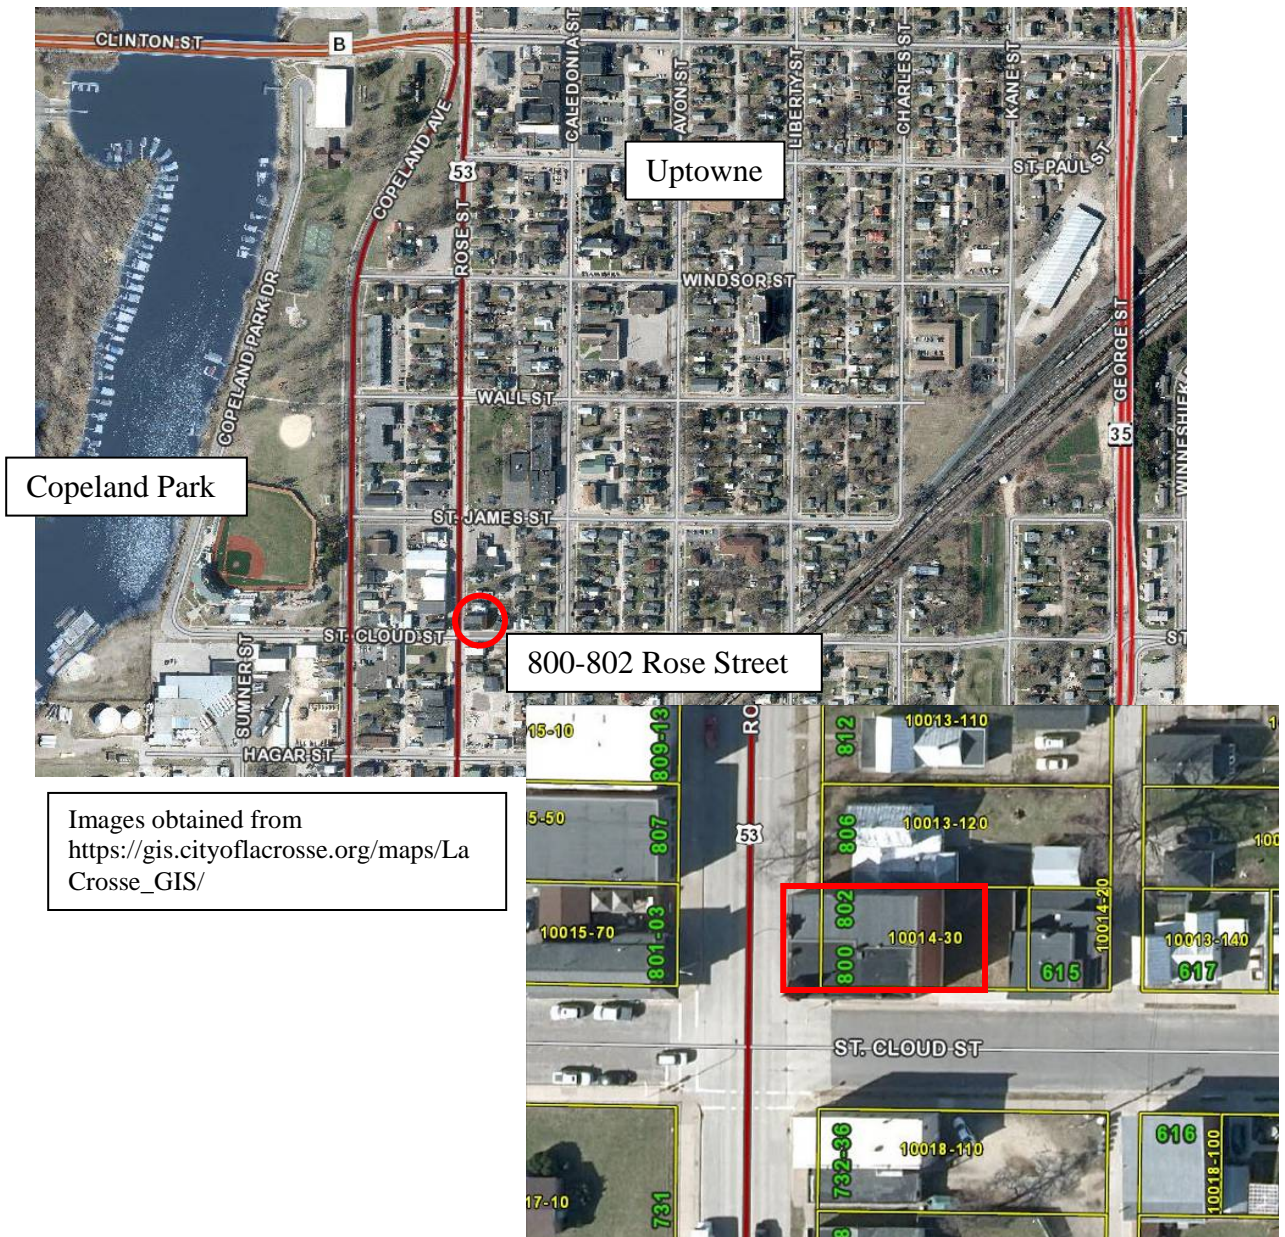 CLINTON ST
B
COPELAND AVE
53
ROSE ST
CALEDONIA ST
AVON ST
LIBERTY ST
CHARLES ST
KANE ST
ST. PAUL ST
Uptowne
COPELAND PARK DR
WINDSOR ST
GEORGE ST
WALL ST
35
WINNESHIEK
Copeland Park
ST. JAMES ST
SUMNER ST
ST. CLOUD ST
ST
800-802 Rose Street
HAGAR ST
Images obtained from
https://gis.cityoflacrosse.org/maps/La
Crosse_GIS/
15-10
809-13
RO
812
10013-110
1
5-50
807
53
806
10013-120
100
10015-70
801-03
800 802
10014-30
615
10014-20
10013-140
617
ST. CLOUD ST
732-36
10018-110
616
10018-100
17-10
731
8